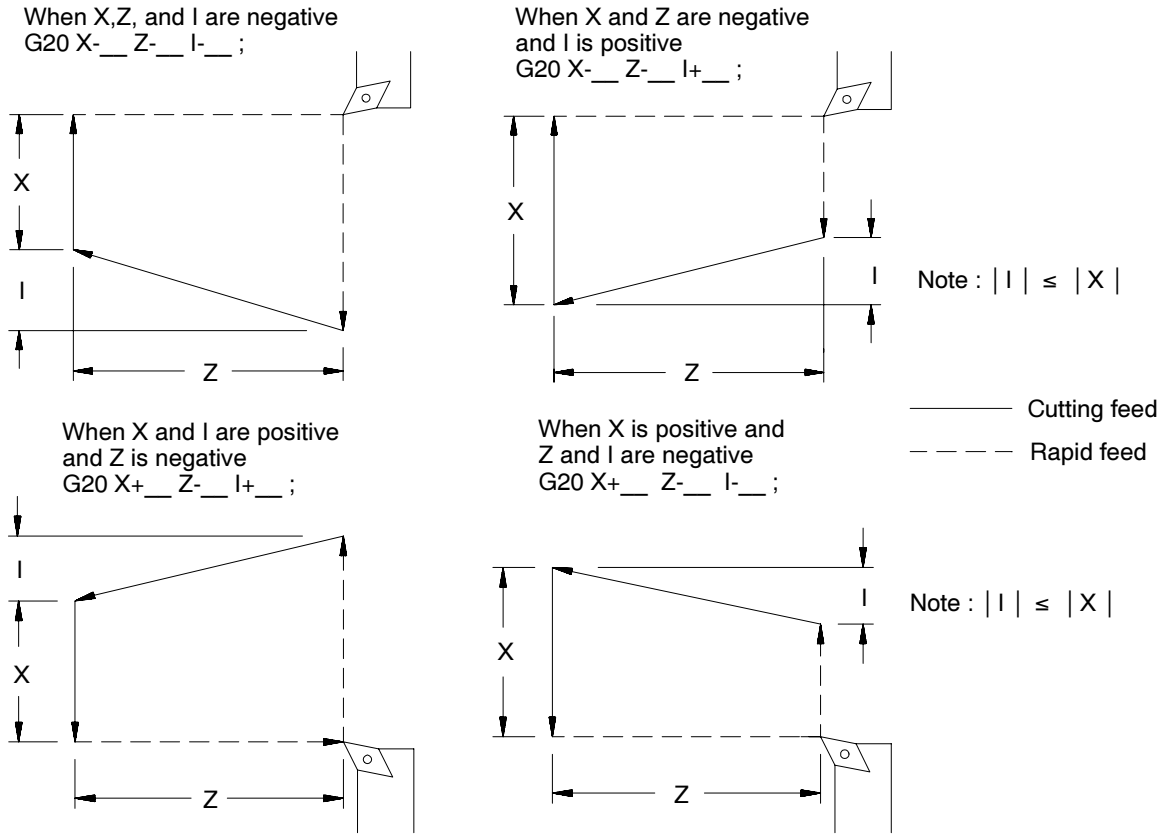 When X,Z, and I are negative
G20 X-__ Z-__ I-__ ;
X
I
Z
When X and Z are negative
and I is positive
G20 X-__ Z-__ I+__ ;
X
I
Z
Note : | I | ≤ | X |
Cutting feed
Rapid feed
When X and I are positive
and Z is negative
G20 X+__ Z-__ I+__ ;
I
X
Z
When X is positive and
Z and I are negative
G20 X+__ Z-__ I-__ ;
X
I
Z
Note : | I | ≤ | X |